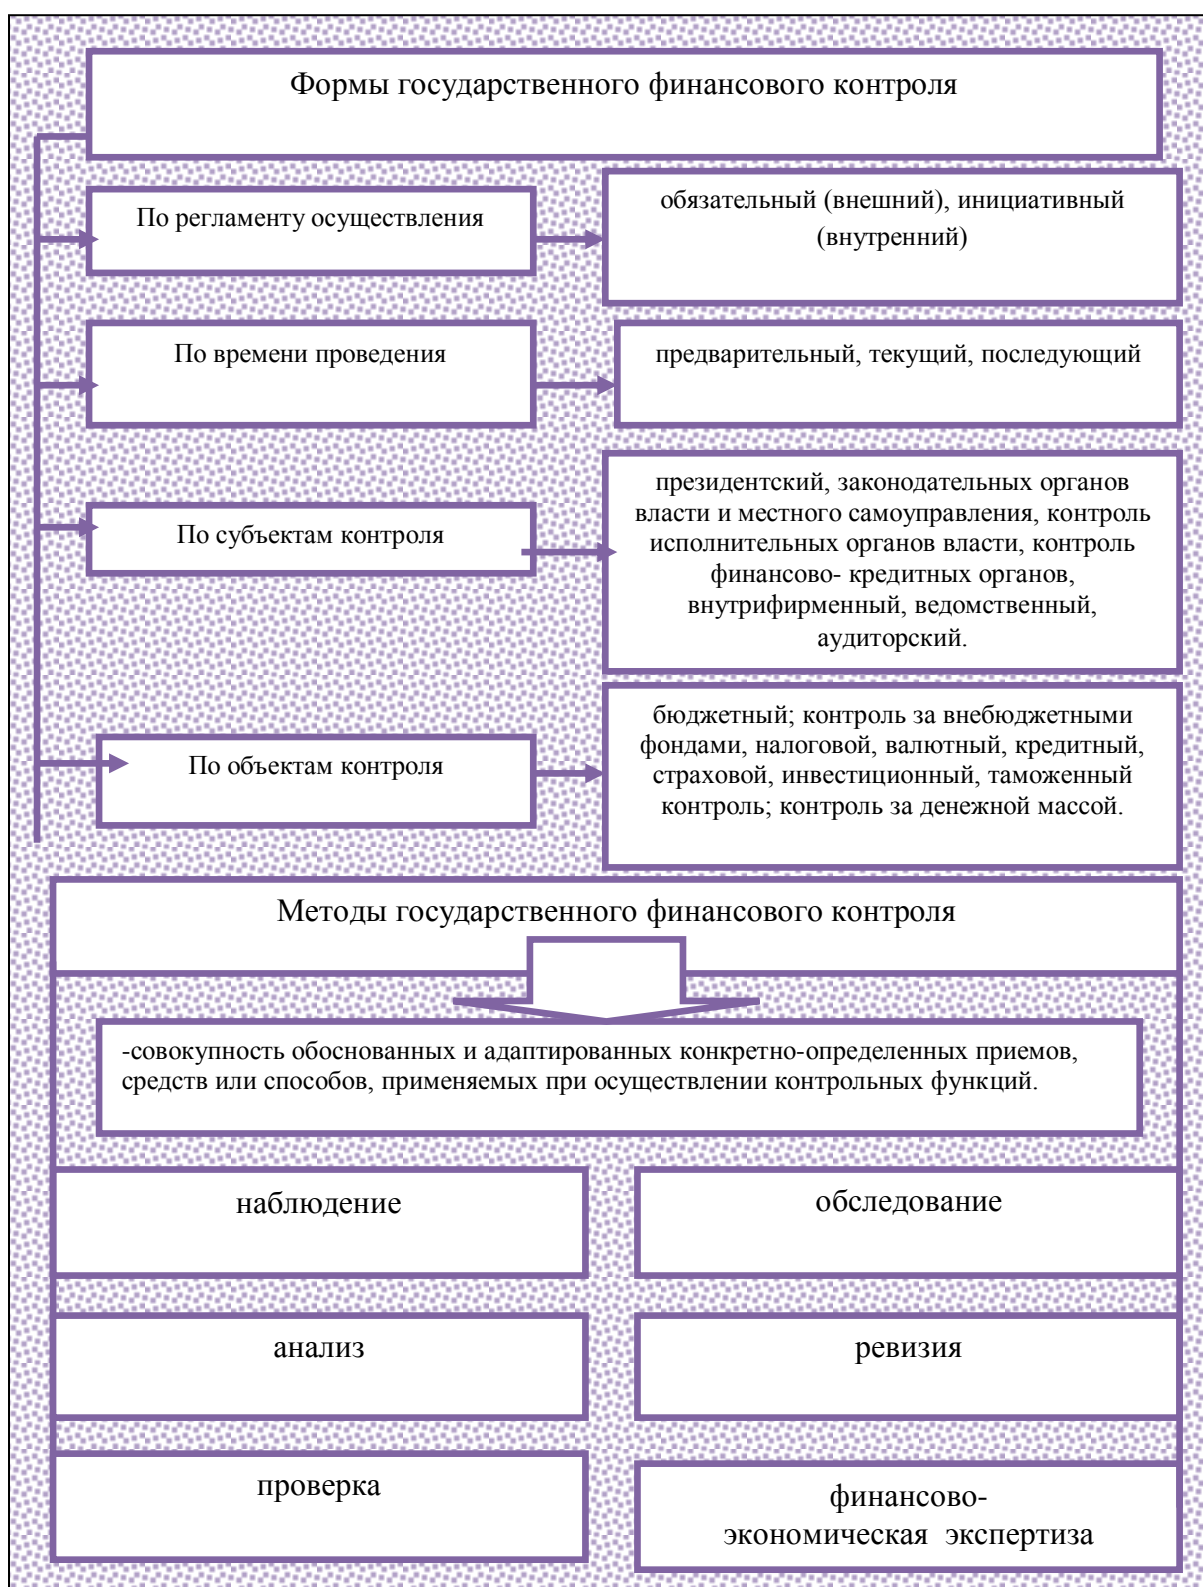 Формы государственного финансового контроля
По регламенту осуществления
обязательный (внешний), инициативный
(внутренний)
По времени проведения
предварительный, текущий, последующий
По субъектам контроля
президентский, законодательных органов
власти и местного самоуправления, контроль
исполнительных органов власти, контроль
финансово- кредитных органов,
внутрифирменный, ведомственный,
аудиторский.
По объектам контроля
бюджетный; контроль за внебюджетными
фондами, налоговой, валютный, кредитный,
страховой, инвестиционный, таможенный
контроль; контроль за денежной массой.
Методы государственного финансового контроля
-совокупность обоснованных и адаптированных конкретно-определенных приемов,
средств или способов, применяемых при осуществлении контрольных функций.
наблюдение
обследование
анализ
ревизия
проверка
финансово-
экономическая экспертиза